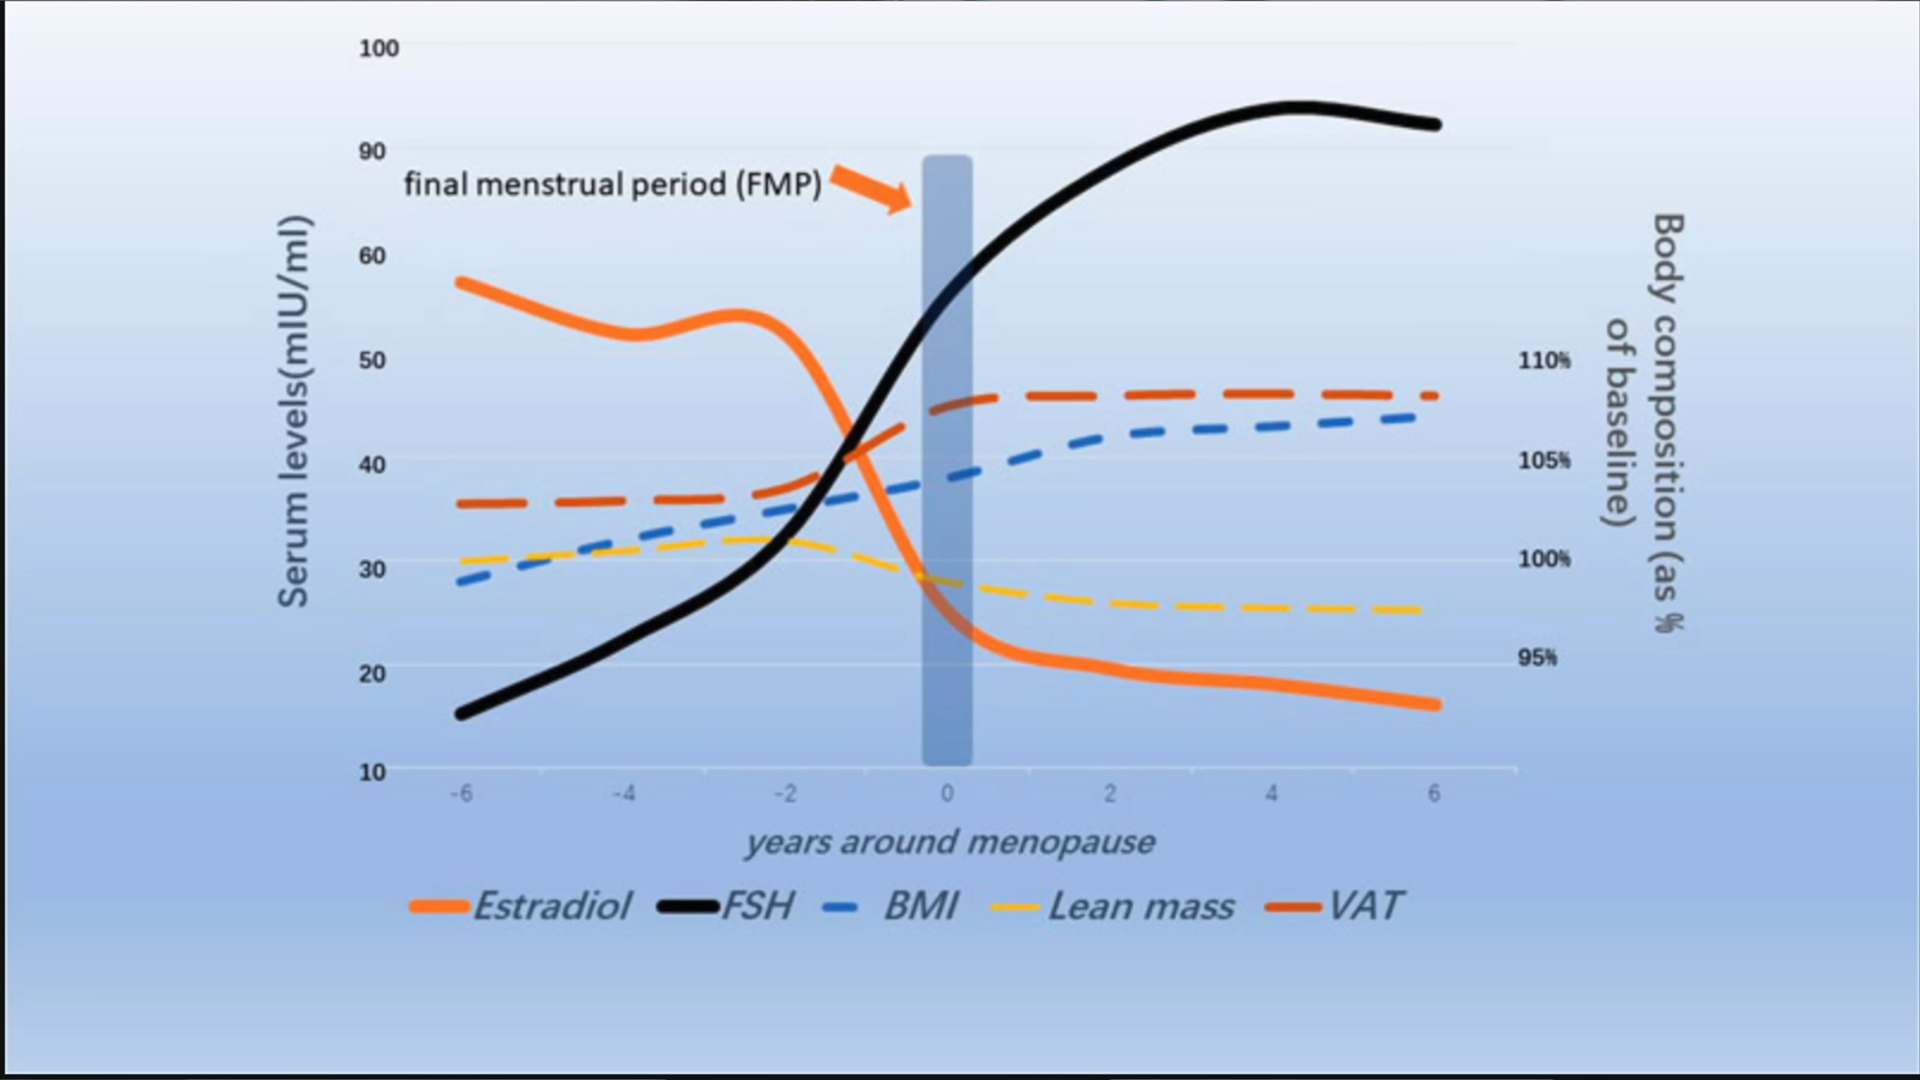 100
90
60
50
40
30
20
10
Serum levels(mIU/ml)
final menstrual period (FMP)
110%
105%
100%
95%
Body composition (as %
of baseline)
-6 -4 -2 0 2 4 6
years around menopause
Estradiol FSH BMI Lean mass VAT